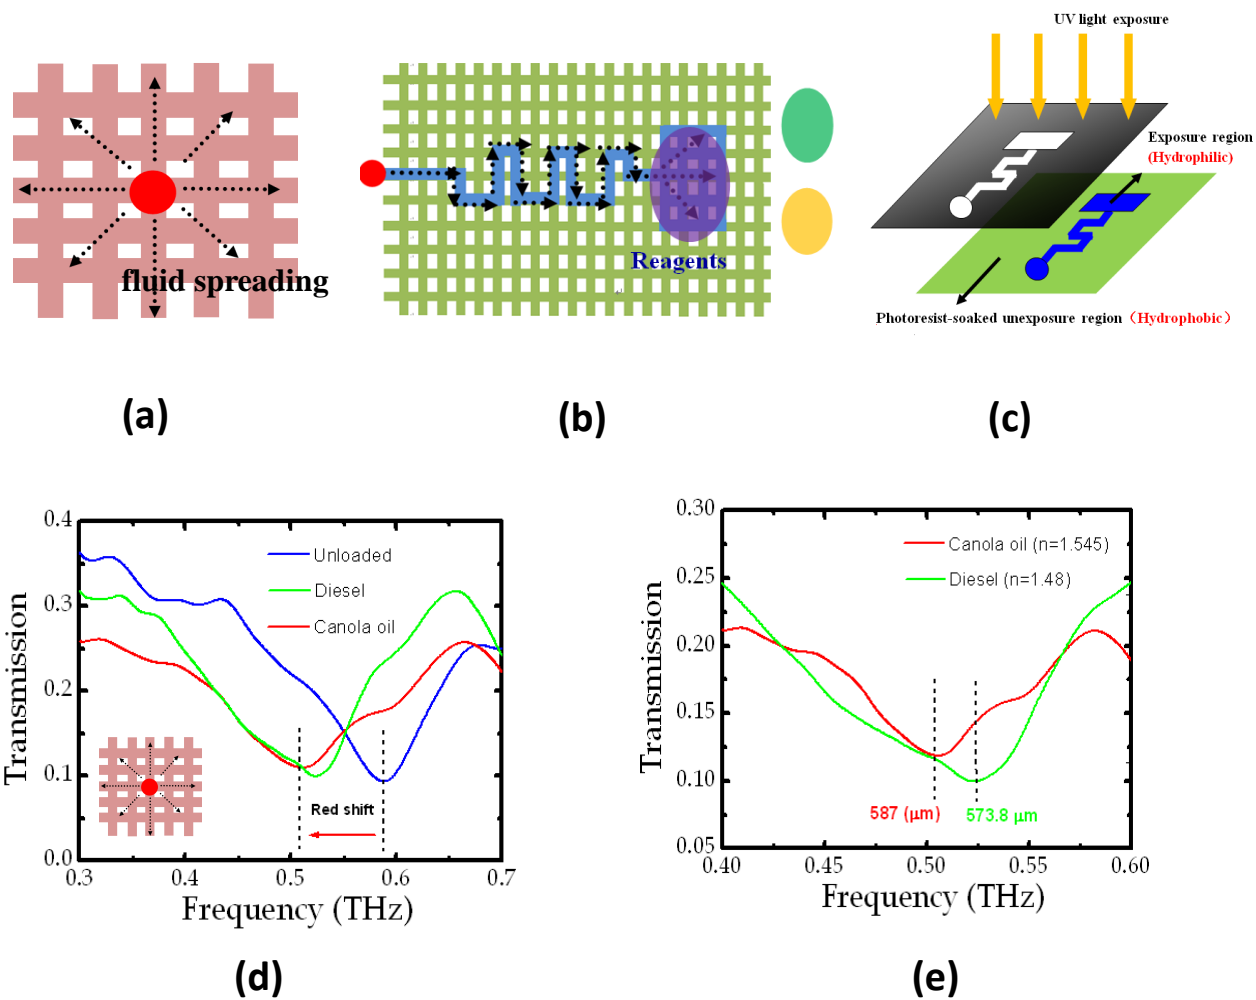 UV light exposure
Exposure region
(Hydrophilic)
fluid spreading
Reagents
Photoresist-soaked unexposure region（Hydrophobic）
(a)
(b)
(c)
0.4
0.3
0.2
0.1
0.0
Transmission
Unloaded
Diesel
Canola oil
Red shift
0.3
0.4
0.5
0.6
0.7
Frequency (THz)
(d)
0.30
0.25
0.20
0.15
0.10
0.05
Transmission
Canola oil (n=1.545)
Diesel (n=1.48)
587 (μm)
573.8 μm
0.40
0.45
0.50
0.55
0.60
Frequency (THz)
(e)